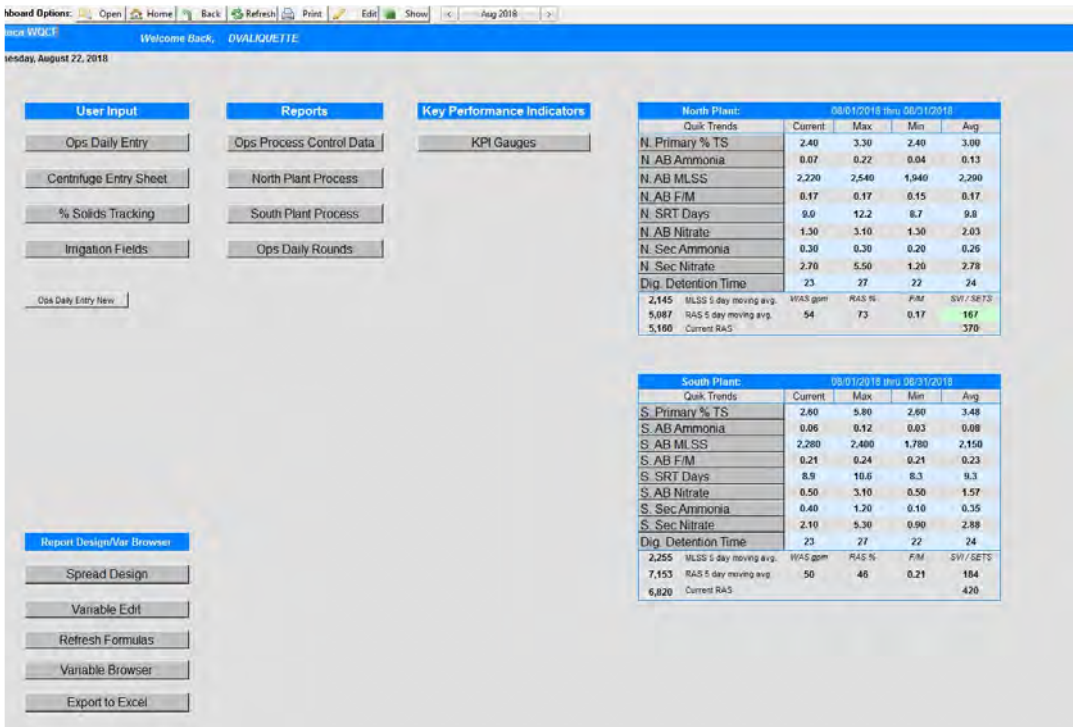 hboard Options: Open Home Back Refresh Print Edit Show < Aug 2018 >
WQCF
Welcome Back, DVALIQUETTE
nesday, August 22, 2018
User Input
Ops Daily Entry
Centrifuge Entry Sheet
% Solids Tracking
Irrigation Fields
Ops Daily Entry New
Reports
Ops Process Control Data
North Plant Process
South Plant Process
Ops Daily Rounds
Key Performance Indicators
KPI Gauges
North Plant: 08/01/2018 thru 08/31/2018
Quik Trends Current Max Min Avg
N. Primary % TS 2.40 3.30 2.40 3.00
N. AB Ammonia 0.07 0.22 0.04 0.13
N. AB MLSS 2,220 2,540 1,940 2,290
N. AB F/M 0.17 0.17 0.15 0.17
N. SRT Days 9.0 12.2 8.7 9.8
N. AB Nitrate 1.30 3.10 1.30 2.03
N. Sec Ammonia 0.30 0.30 0.20 0.26
N. Sec Nitrate 2.70 5.50 1.20 2.78
Dig. Detention Time 23 27 22 24
2,145 MLSS 5 day moving avg. WAS gpm RAS % F/M SVI / SETS
5,087 RAS 5 day moving avg. 54 73 0.17 167
5,160 Current RAS 370
South Plant: 08/01/2018 thru 08/31/2018
Quik Trends Current Max Min Avg
S. Primary % TS 2.60 5.80 2.60 3.48
S. AB Ammonia 0.06 0.12 0.03 0.08
S. AB MLSS 2,280 2,400 1,780 2,150
S. AB F/M 0.21 0.24 0.21 0.23
S. SRT Days 8.9 10.6 8.3 9.3
S. AB Nitrate 0.50 3.10 0.50 1.57
S. Sec Ammonia 0.40 1.20 0.10 0.35
S. Sec Nitrate 2.10 5.30 0.90 2.88
Dig. Detention Time 23 27 22 24
2,255 MLSS 5 day moving avg. WAS gpm RAS % F/M SVI / SETS
7,153 RAS 5 day moving avg 50 46 0.21 184
6,820 Current RAS 420
Report Design/Var Browser
Spread Design
Variable Edit
Refresh Formulas
Variable Browser
Export to Excel